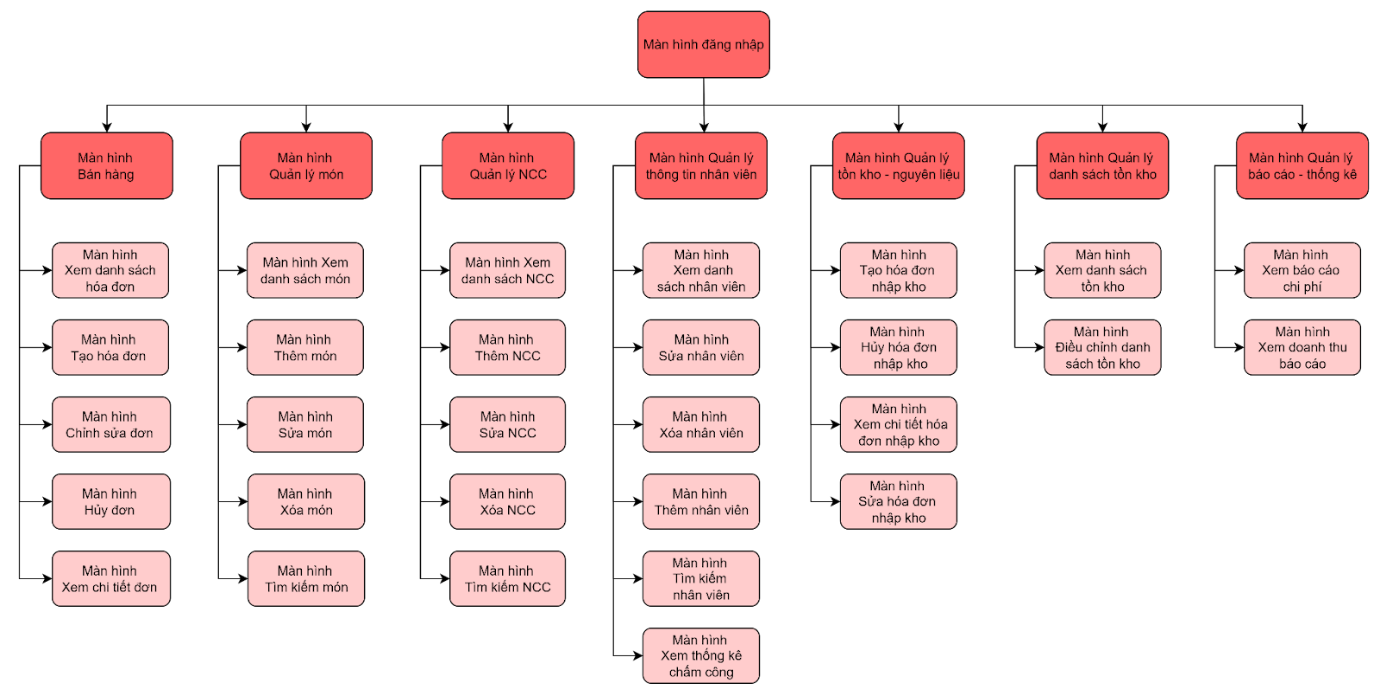 Màn hình đăng nhập
Màn hình
Bán hàng
Màn hình
Quản lý món
Màn hình
Quản lý NCC
Màn hình Quản lý
thông tin nhân viên
Màn hình Quản lý
tồn kho - nguyên liệu
Màn hình Quản lý
danh sách tồn kho
Màn hình Quản lý
báo cáo - thống kê
Màn hình
Xem danh sách
hóa đơn
Màn hình
Tạo hóa đơn
Màn hình
Chỉnh sửa đơn
Màn hình
Hủy đơn
Màn hình
Xem chi tiết đơn
Màn hình Xem
danh sách món
Màn hình
Thêm món
Màn hình
Sửa món
Màn hình
Xóa món
Màn hình
Tìm kiếm món
Màn hình Xem
danh sách NCC
Màn hình
Thêm NCC
Màn hình
Sửa NCC
Màn hình
Xóa NCC
Màn hình
Tìm kiếm NCC
Màn hình
Xem danh
sách nhân viên
Màn hình
Sửa nhân viên
Màn hình
Xóa nhân viên
Màn hình
Thêm nhân viên
Màn hình
Tìm kiếm
nhân viên
Màn hình
Xem thống kê
chấm công
Màn hình
Tạo hóa đơn
nhập kho
Màn hình
Hủy hóa đơn
nhập kho
Màn hình
Xem chi tiết hóa
đơn nhập kho
Màn hình
Sửa hóa đơn
nhập kho
Màn hình
Xem danh sách
tồn kho
Màn hình
Điều chỉnh danh
sách tồn kho
Màn hình
Xem báo cáo
chi phí
Màn hình
Xem doanh thu
báo cáo